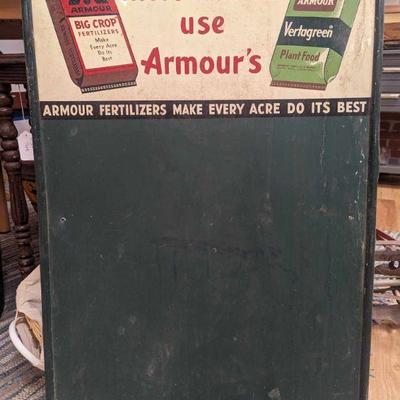 use
Armour's
ARMOUR
BIG CROP
FERTILIZERS
Make
Every Acre
Do Its
Best
ARMOUR
Vertagreen
Plant Food
ARMOUR FERTILIZERS MAKE EVERY ACRE DO ITS BEST